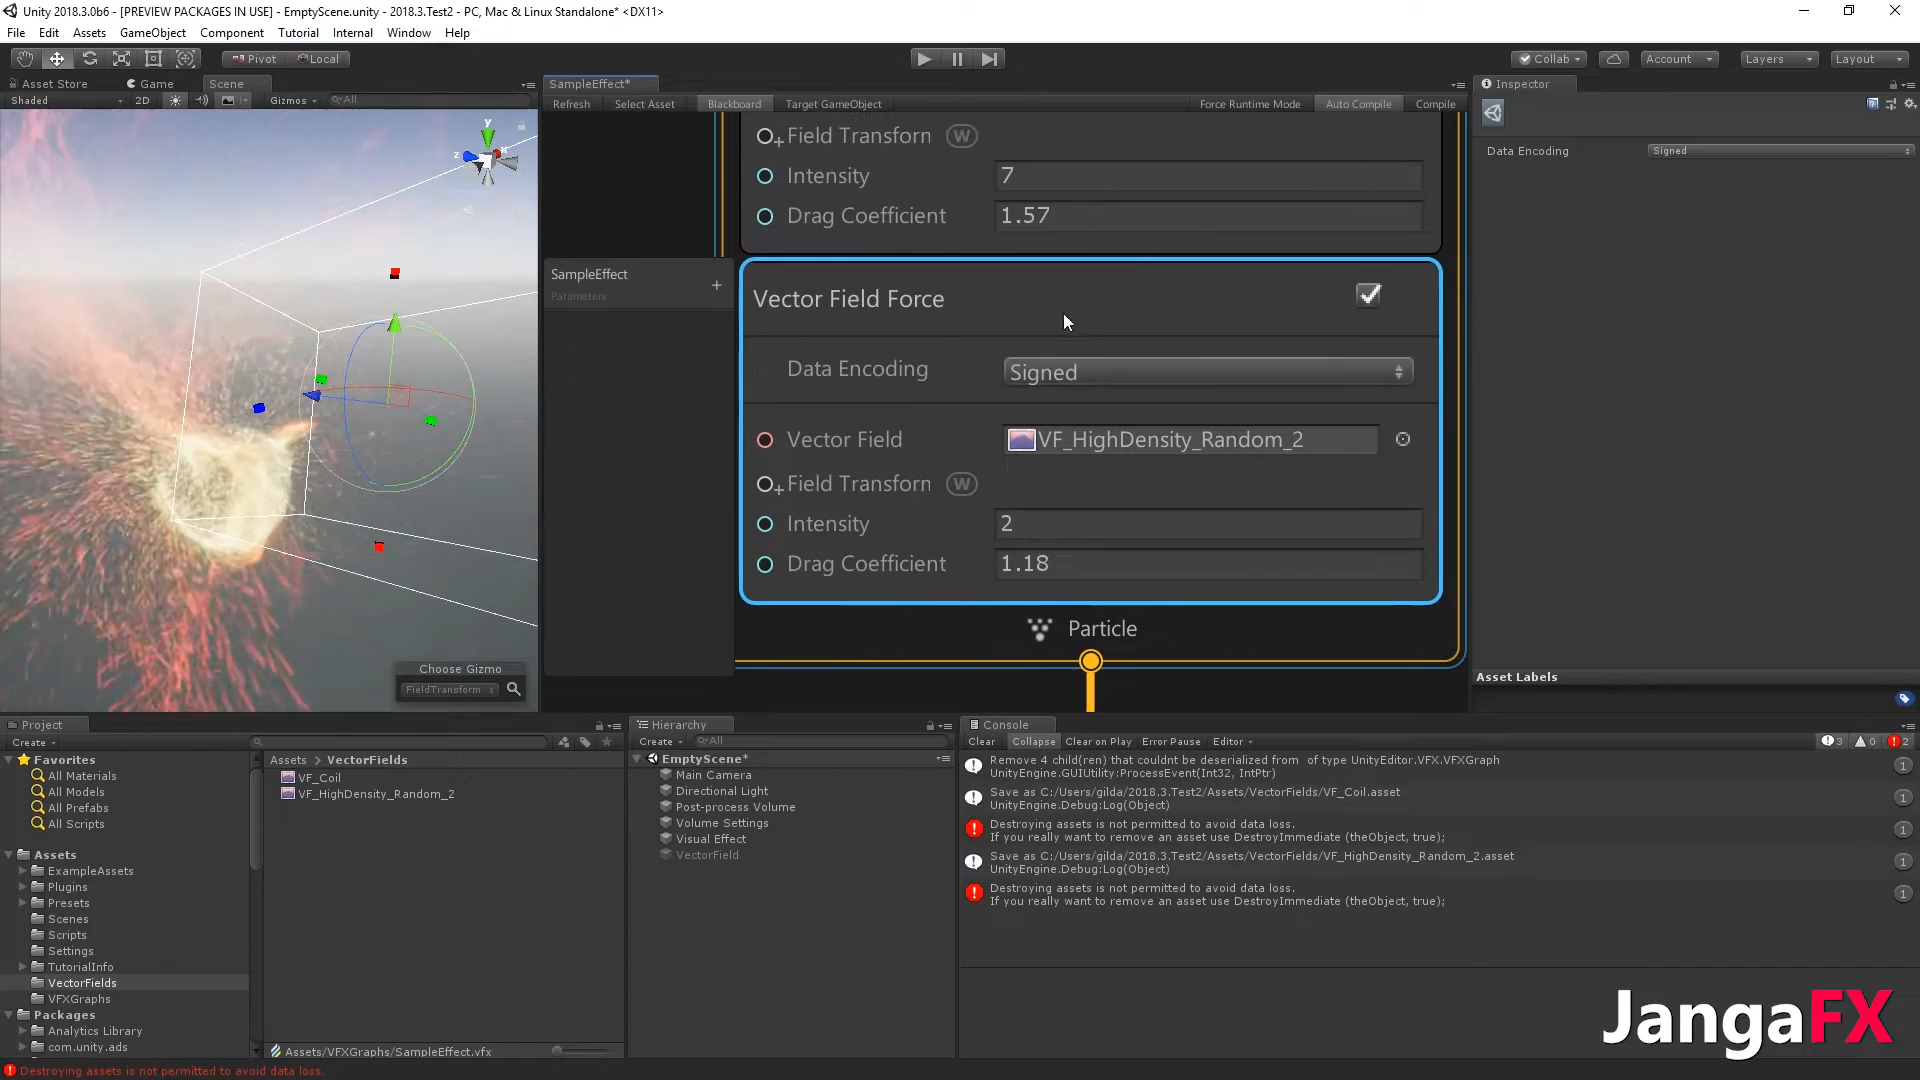 Unity 2018.3.0b6 - [PREVIEW PACKAGES IN USE] - EmptyScene.unity - 2018.3.Test2 - PC, Mac & Linux Standalone* <DX11>
File Edit Assets GameObject Component Tutorial Internal Window Help
Pivot Local Collab Account Layers Layout
Asset Store Game Scene SampleEffect* Inspector
Shaded 2D Gizmos All Refresh Select Asset Blackboard Target GameObject Force Runtime Mode Auto Compile Compile
y
z x
Field Transforn W
Intensity 7
Drag Coefficient 1.57
Data Encoding Signed
SampleEffect +
Parameters
Vector Field Force
Data Encoding Signed
Vector Field VF_HighDensity_Random_2
Field Transforn W
Intensity 2
Drag Coefficient 1.18
Particle
Choose Gizmo
FieldTransform
Asset Labels
Project Hierarchy Console
Create Create All Clear Collapse Clear on Play Error Pause Editor 3 0 2
Favorites
All Materials
All Models
All Prefabs
All Scripts
Assets
ExampleAssets
Plugins
Presets
Scenes
Scripts
Settings
TutorialInfo
VectorFields
VFXGraphs
Packages
Analytics Library
com.unity.ads
Assets > VectorFields
VF_Coil
VF_HighDensity_Random_2
Assets/VFXGraphs/SampleEffect.vfx
EmptyScene*
Main Camera
Directional Light
Post-process Volume
Volume Settings
Visual Effect
VectorField
Remove 4 child(ren) that couldnt be deserialized from  of type UnityEditor.VFX.VFXGraph 1
UnityEngine.GUIUtility:ProcessEvent(Int32, IntPtr)
Save as C:/Users/gilda/2018.3.Test2/Assets/VectorFields/VF_Coil.asset 1
UnityEngine.Debug:Log(Object)
Destroying assets is not permitted to avoid data loss. 1
If you really want to remove an asset use DestroyImmediate (theObject, true);
Save as C:/Users/gilda/2018.3.Test2/Assets/VectorFields/VF_HighDensity_Random_2.asset 1
UnityEngine.Debug:Log(Object)
Destroying assets is not permitted to avoid data loss. 1
If you really want to remove an asset use DestroyImmediate (theObject, true);
JangaFX
Destroying assets is not permitted to avoid data loss.